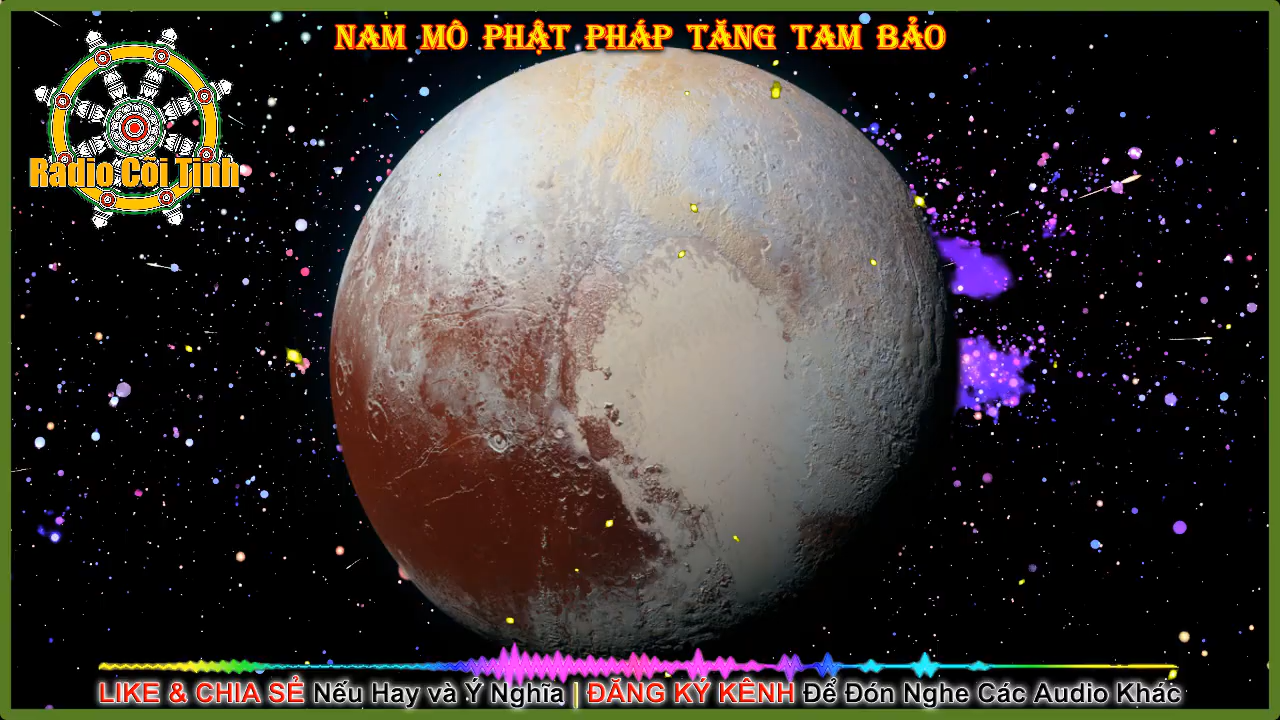 NAM MÔ PHẬT PHÁP TĂNG TAM BẢO
Radio Cõi Tịnh
LIKE & CHIA SẺ Nếu Hay và Ý Nghĩa | ĐĂNG KÝ KÊNH Để Đón Nghe Các Audio Khác